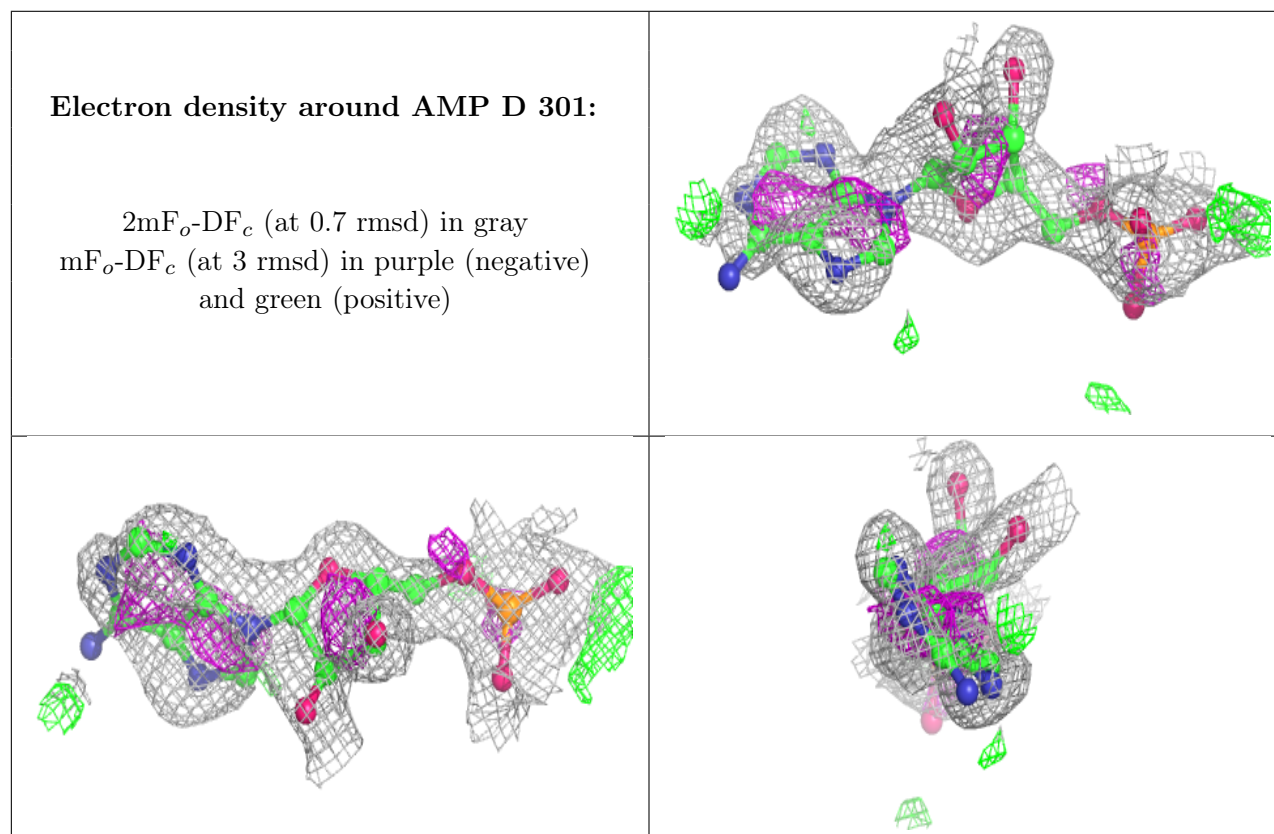 Electron density around AMP D 301:
2mFo-DFc (at 0.7 rmsd) in gray
mFo-DFc (at 3 rmsd) in purple (negative)
and green (positive)